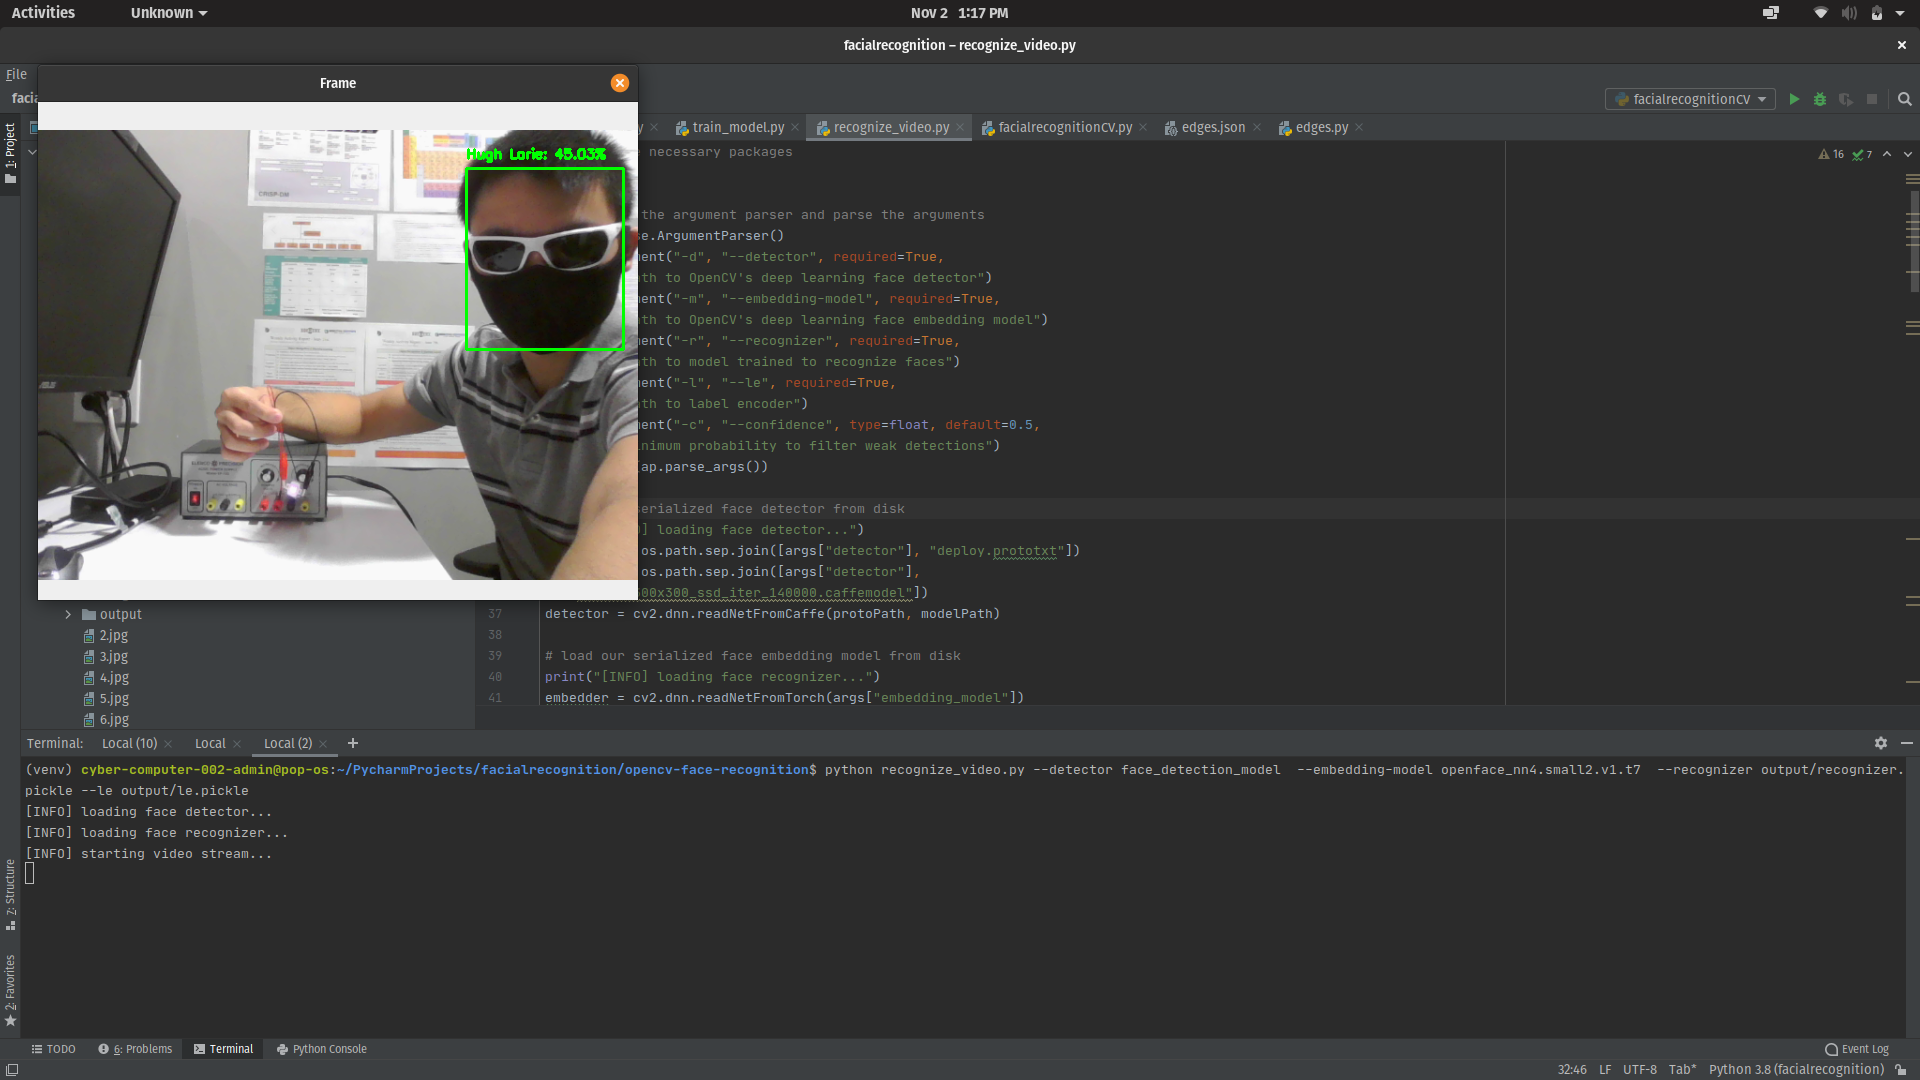 Activities
Unknown
Nov 2 1:17 PM
facialrecognition – recognize_video.py
File
Frame
facia
facialrecognitionCV
1: Project
y
train_model.py
recognize_video.py
facialrecognitionCV.py
edges.json
edges.py
16
7
Hugh Lorie: 45.03%
CRISP-DM
ASUS
necessary packages
the argument parser and parse the arguments
e.ArgumentParser()
ent("-d", "--detector", required=True,
ath to OpenCV's deep learning face detector")
ent("-m", "--embedding-model", required=True,
ath to OpenCV's deep learning face embedding model")
ent("-r", "--recognizer", required=True,
ath to model trained to recognize faces")
ent("-l", "--le", required=True,
ath to label encoder")
ent("-c", "--confidence", type=float, default=0.5,
nimum probability to filter weak detections")
ap.parse_args())
serialized face detector from disk
] loading face detector...")
os.path.sep.join([args["detector"], "deploy.prototxt"])
os.path.sep.join([args["detector"],
00x300_ssd_iter_140000.caffemodel"])
37 detector = cv2.dnn.readNetFromCaffe(protoPath, modelPath)
38
39 # load our serialized face embedding model from disk
40 print("[INFO] loading face recognizer...")
41 embedder = cv2.dnn.readNetFromTorch(args["embedding_model"])
output
2.jpg
3.jpg
4.jpg
5.jpg
6.jpg
Terminal: Local (10) Local Local (2)
(venv) cyber-computer-002-admin@pop-os:~/PycharmProjects/facialrecognition/opencv-face-recognition$ python recognize_video.py --detector face_detection_model --embedding-model openface_nn4.small2.v1.t7 --recognizer output/recognizer.
pickle --le output/le.pickle
[INFO] loading face detector...
[INFO] loading face recognizer...
[INFO] starting video stream...
7: Structure
2: Favorites
TODO 6: Problems Terminal Python Console
Event Log
32:46 LF UTF-8 Tab* Python 3.8 (facialrecognition)